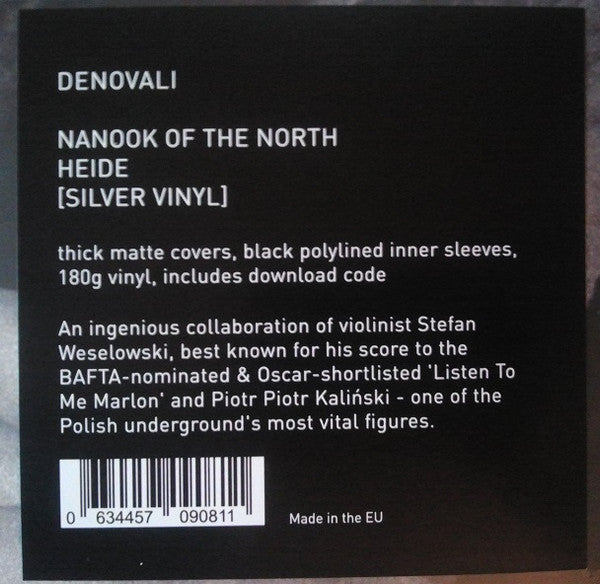 DENOVALI
NANOOK OF THE NORTH
HEIDE
[SILVER VINYL]
thick matte covers, black polylined inner sleeves,
180g vinyl, includes download code
An ingenious collaboration of violinist Stefan
Weselowski, best known for his score to the
BAFTA-nominated & Oscar-shortlisted 'Listen To
Me Marlon' and Piotr Piotr Kaliński - one of the
Polish underground's most vital figures.
0 634457 090811
Made in the EU